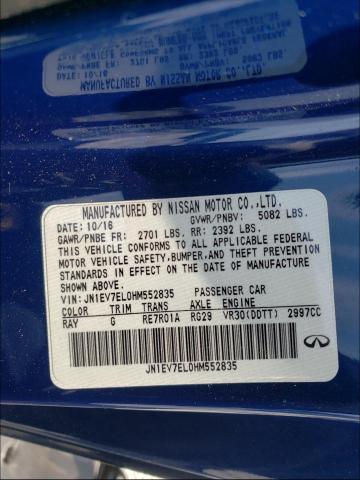 MANUFACTURED BY NISSAN MOTOR CO.,LTD.
DATE: 10/16 GVWR/PNBV: 5082 LBS.
GAWR/PNBE FR: 2701 LBS. RR: 2392 LBS.
THIS VEHICLE CONFORMS TO ALL APPLICABLE FEDERAL
MOTOR VEHICLE SAFETY,BUMPER,AND THEFT PREVENTION
STANDARDS IN EFFECT ON THE DATE OF MANUFACTURE
SHOWN ABOVE.
VIN: JN1EV7EL0HM552835 PASSENGER CAR
COLOR TRIM TRANS AXLE ENGINE
RAY G RE7R01A RG29 VR30(DDTT) 2997CC
INFINITI
JN1EV7EL0HM552835